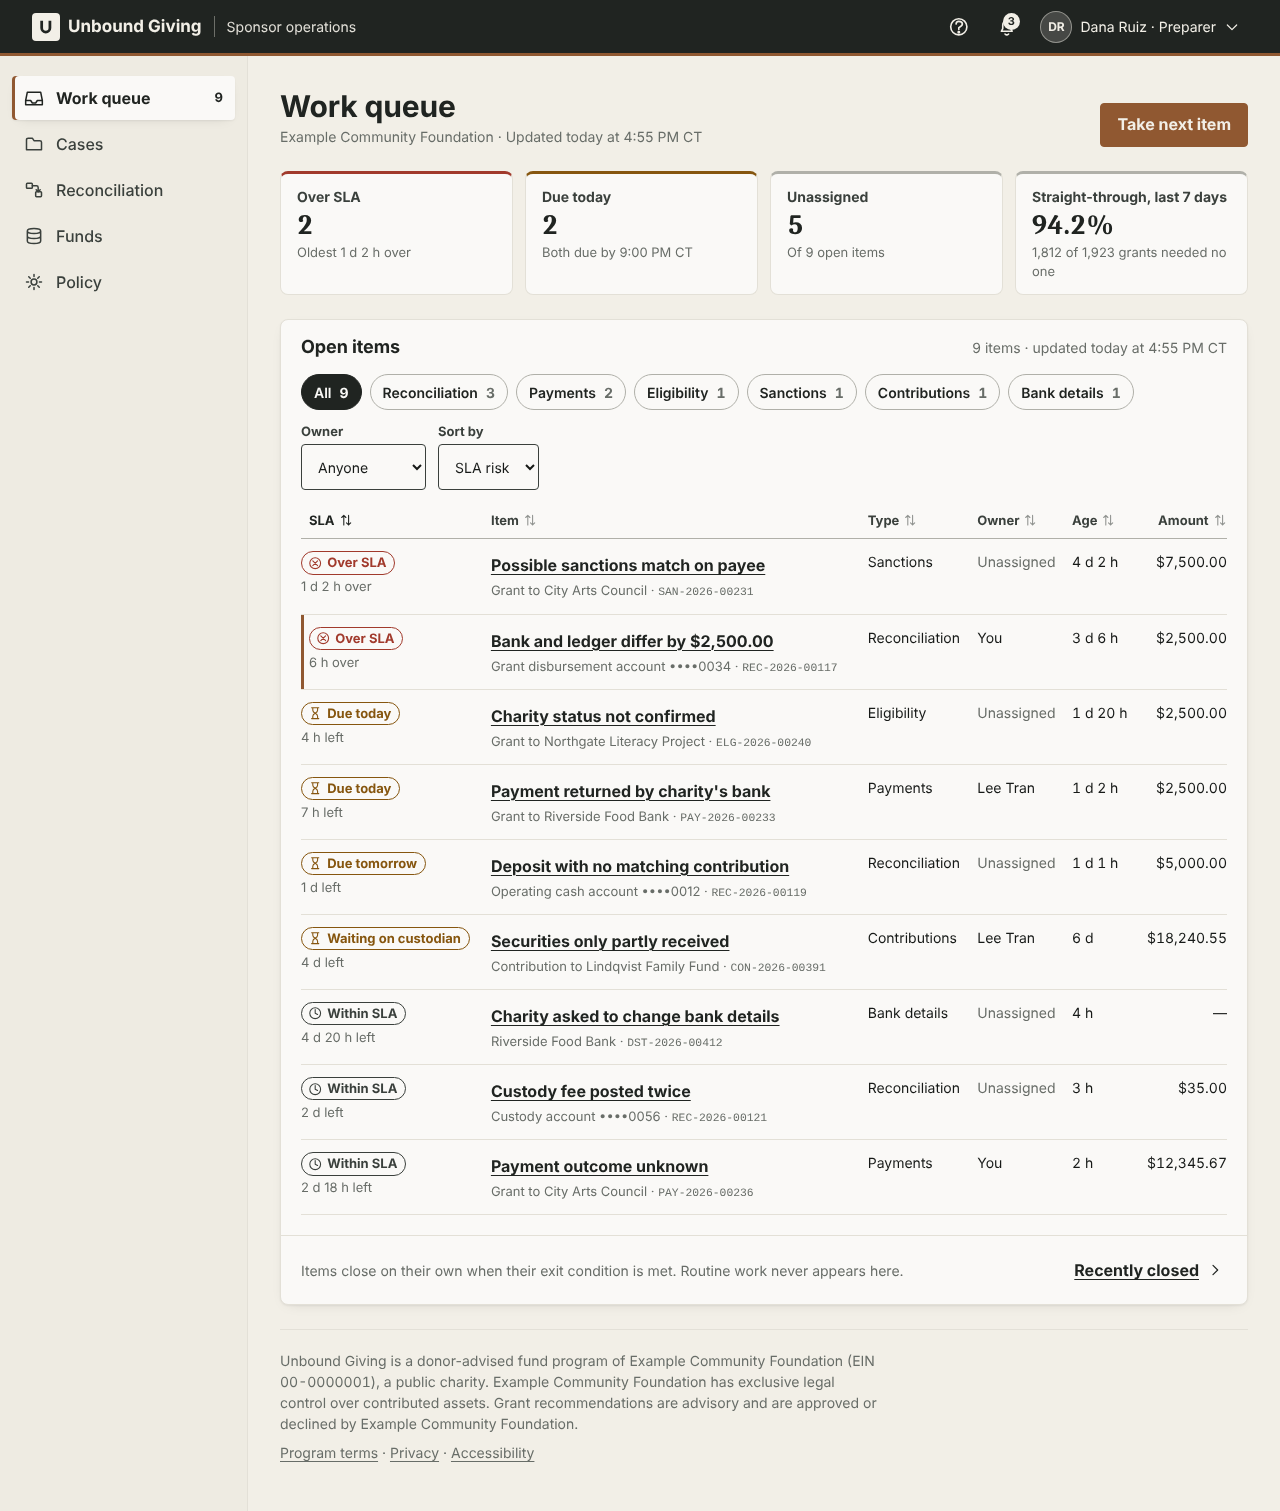 U Unbound Giving Sponsor operations 3 DR Dana Ruiz · Preparer
Work queue 9
Cases
Reconciliation
Funds
Policy
Work queue
Example Community Foundation · Updated today at 4:55 PM CT
Take next item
Over SLA
2
Oldest 1 d 2 h over
Due today
2
Both due by 9:00 PM CT
Unassigned
5
Of 9 open items
Straight-through, last 7 days
94.2%
1,812 of 1,923 grants needed no
one
Open items
9 items · updated today at 4:55 PM CT
All 9 Reconciliation 3 Payments 2 Eligibility 1 Sanctions 1 Contributions 1 Bank details 1
Owner Sort by
Anyone SLA risk
SLA Item Type Owner Age Amount
Over SLA Possible sanctions match on payee Sanctions Unassigned 4 d 2 h $7,500.00
1 d 2 h over Grant to City Arts Council · SAN-2026-00231
Over SLA Bank and ledger differ by $2,500.00 Reconciliation You 3 d 6 h $2,500.00
6 h over Grant disbursement account ••••0034 · REC-2026-00117
Due today Charity status not confirmed Eligibility Unassigned 1 d 20 h $2,500.00
4 h left Grant to Northgate Literacy Project · ELG-2026-00240
Due today Payment returned by charity's bank Payments Lee Tran 1 d 2 h $2,500.00
7 h left Grant to Riverside Food Bank · PAY-2026-00233
Due tomorrow Deposit with no matching contribution Reconciliation Unassigned 1 d 1 h $5,000.00
1 d left Operating cash account ••••0012 · REC-2026-00119
Waiting on custodian Securities only partly received Contributions Lee Tran 6 d $18,240.55
4 d left Contribution to Lindqvist Family Fund · CON-2026-00391
Within SLA Charity asked to change bank details Bank details Unassigned 4 h —
4 d 20 h left Riverside Food Bank · DST-2026-00412
Within SLA Custody fee posted twice Reconciliation Unassigned 3 h $35.00
2 d left Custody account ••••0056 · REC-2026-00121
Within SLA Payment outcome unknown Payments You 2 h $12,345.67
2 d 18 h left Grant to City Arts Council · PAY-2026-00236
Items close on their own when their exit condition is met. Routine work never appears here.
Recently closed
Unbound Giving is a donor-advised fund program of Example Community Foundation (EIN
00-0000001), a public charity. Example Community Foundation has exclusive legal
control over contributed assets. Grant recommendations are advisory and are approved or
declined by Example Community Foundation.
Program terms · Privacy · Accessibility